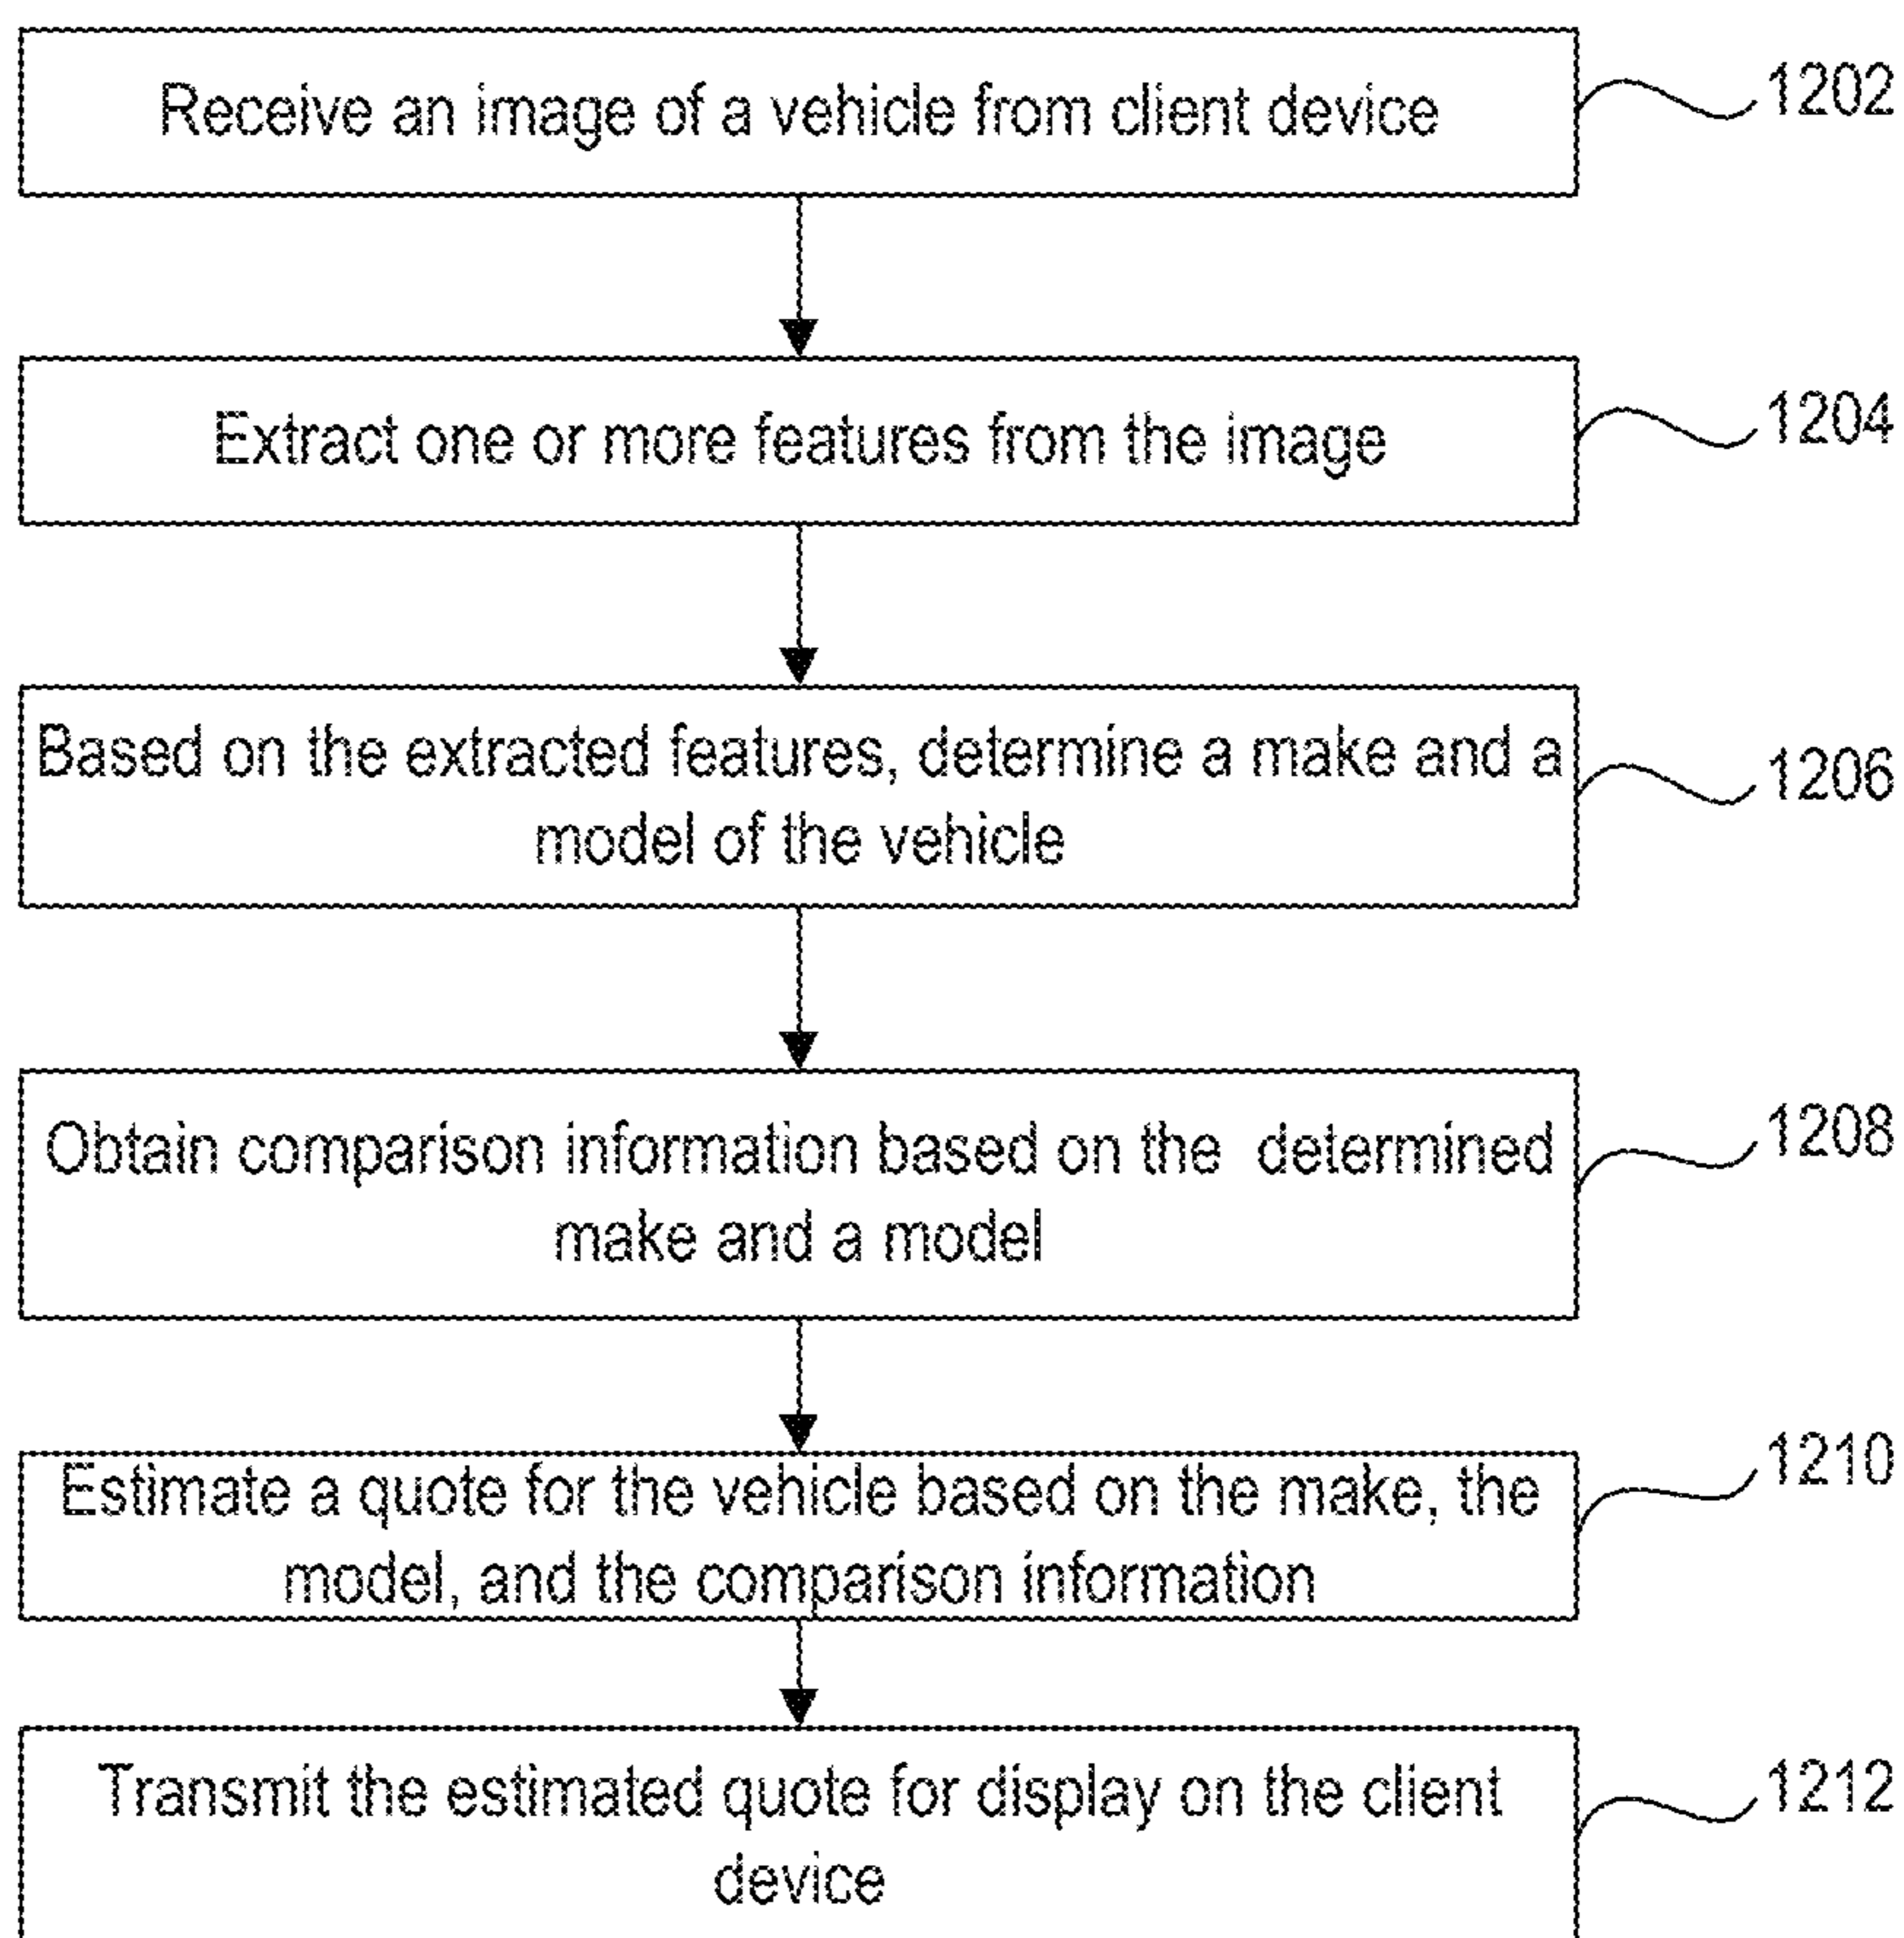 Receive an image of a vehicle from client device
1202
Extract one or more features from the image
1204
Based on the extracted features, determine a make and a
model of the vehicle
1206
Obtain comparison information based on the determined
make and a model
1208
Estimate a quote for the vehicle based on the make, the
model, and the comparison information
1210
Transmit the estimated quote for display on the client
device
1212